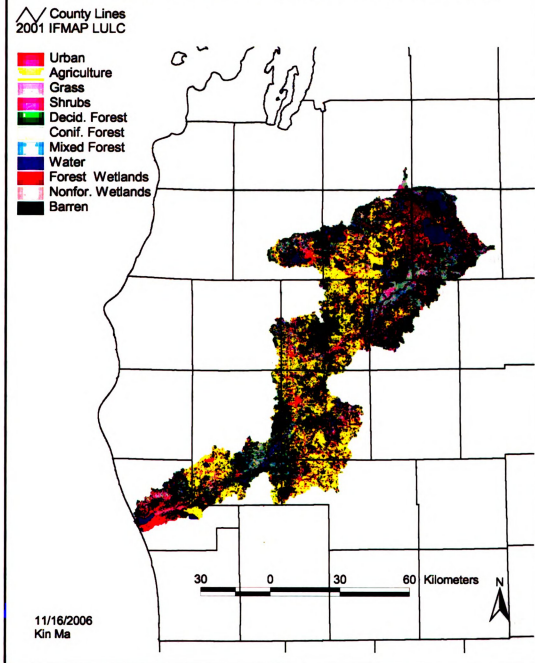 County Lines
2001 IFMAP LULC
Urban
Agriculture
Grass
Shrubs
Decid. Forest
Conif. Forest
Mixed Forest
Water
Forest Wetlands
Nonfor. Wetlands
Barren
30 0 30 60 Kilometers
N
11/16/2006
Kin Ma